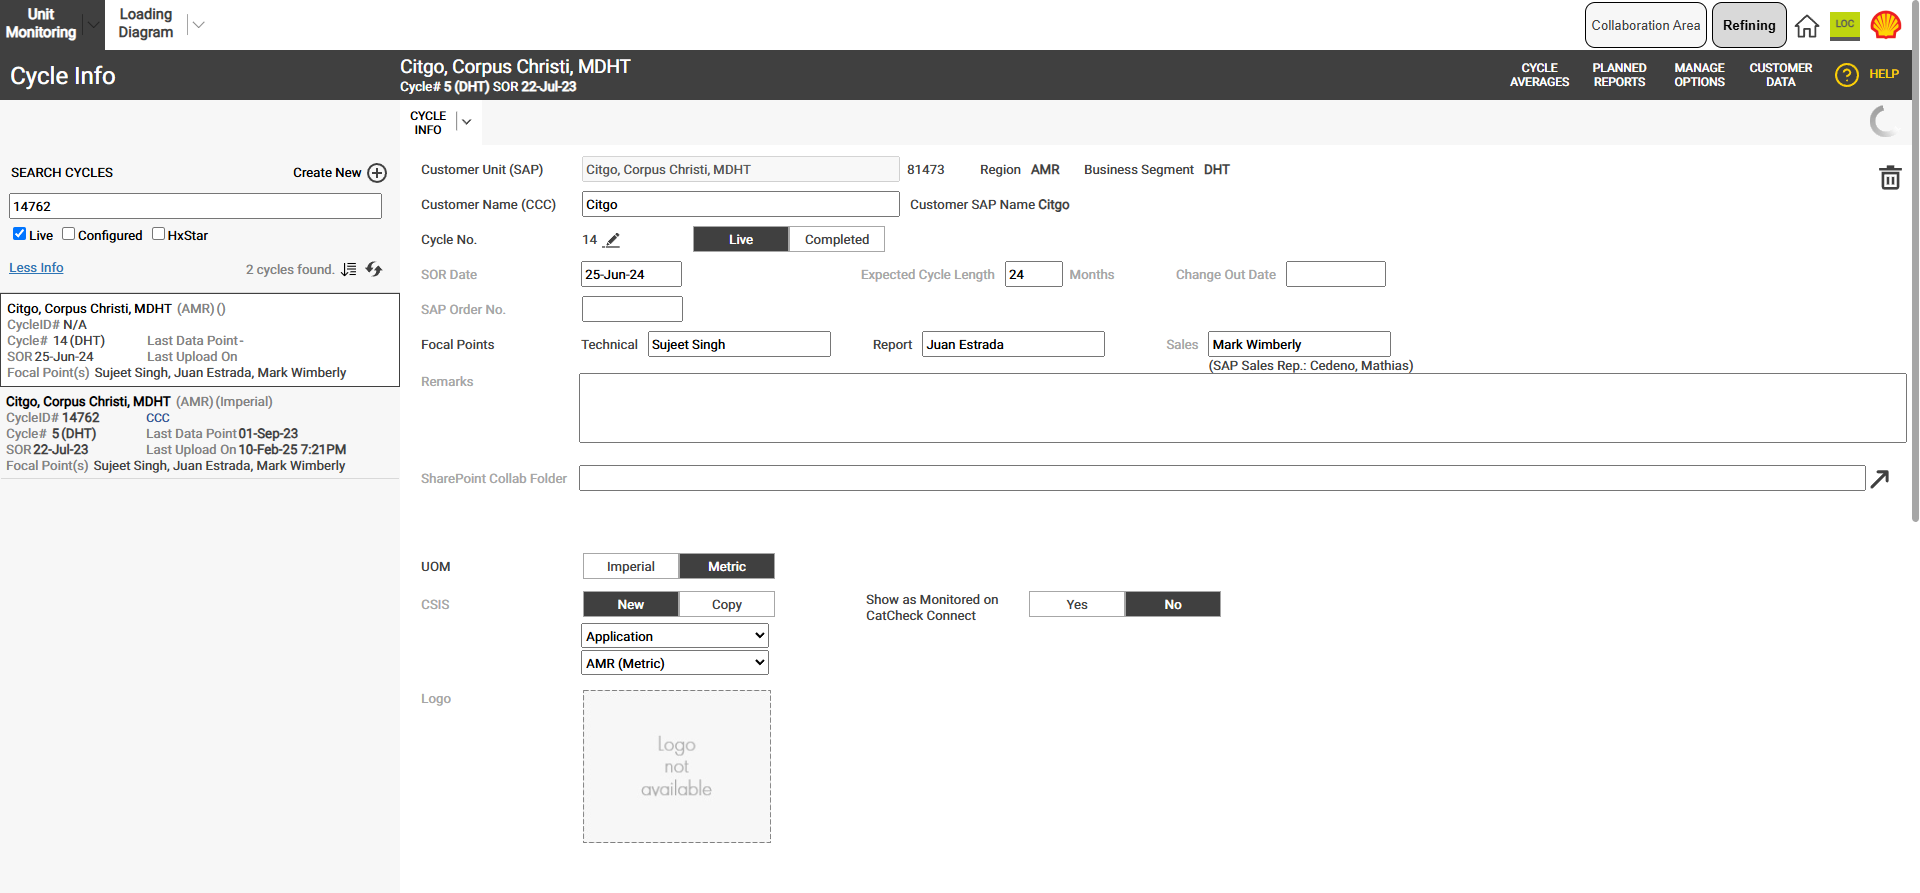 Unit
Monitoring
Loading
Diagram
Collaboration Area
Refining
LOC
Cycle Info
Citgo, Corpus Christi, MDHT
Cycle# 5 (DHT) SOR 22-Jul-23
CYCLE
AVERAGES
PLANNED
REPORTS
MANAGE
OPTIONS
CUSTOMER
DATA
? HELP
CYCLE
INFO
SEARCH CYCLES
Create New
14762
Live
Configured
HxStar
Less Info
2 cycles found.
Citgo, Corpus Christi, MDHT (AMR) ()
CycleID# N/A
Cycle# 14 (DHT) Last Data Point -
SOR 25-Jun-24 Last Upload On
Focal Point(s) Sujeet Singh, Juan Estrada, Mark Wimberly
Citgo, Corpus Christi, MDHT (AMR) (Imperial)
CycleID# 14762 CCC
Cycle# 5 (DHT) Last Data Point 01-Sep-23
SOR 22-Jul-23 Last Upload On 10-Feb-25 7:21PM
Focal Point(s) Sujeet Singh, Juan Estrada, Mark Wimberly
Customer Unit (SAP) Citgo, Corpus Christi, MDHT 81473 Region AMR Business Segment DHT
Customer Name (CCC) Citgo Customer SAP Name Citgo
Cycle No. 14 Live Completed
SOR Date 25-Jun-24 Expected Cycle Length 24 Months Change Out Date
SAP Order No.
Focal Points Technical Sujeet Singh Report Juan Estrada Sales Mark Wimberly
(SAP Sales Rep.: Cedeno, Mathias)
Remarks
SharePoint Collab Folder
UOM Imperial Metric
CSIS New Copy
Show as Monitored on
CatCheck Connect
Yes No
Application
AMR (Metric)
Logo
Logo
not
available